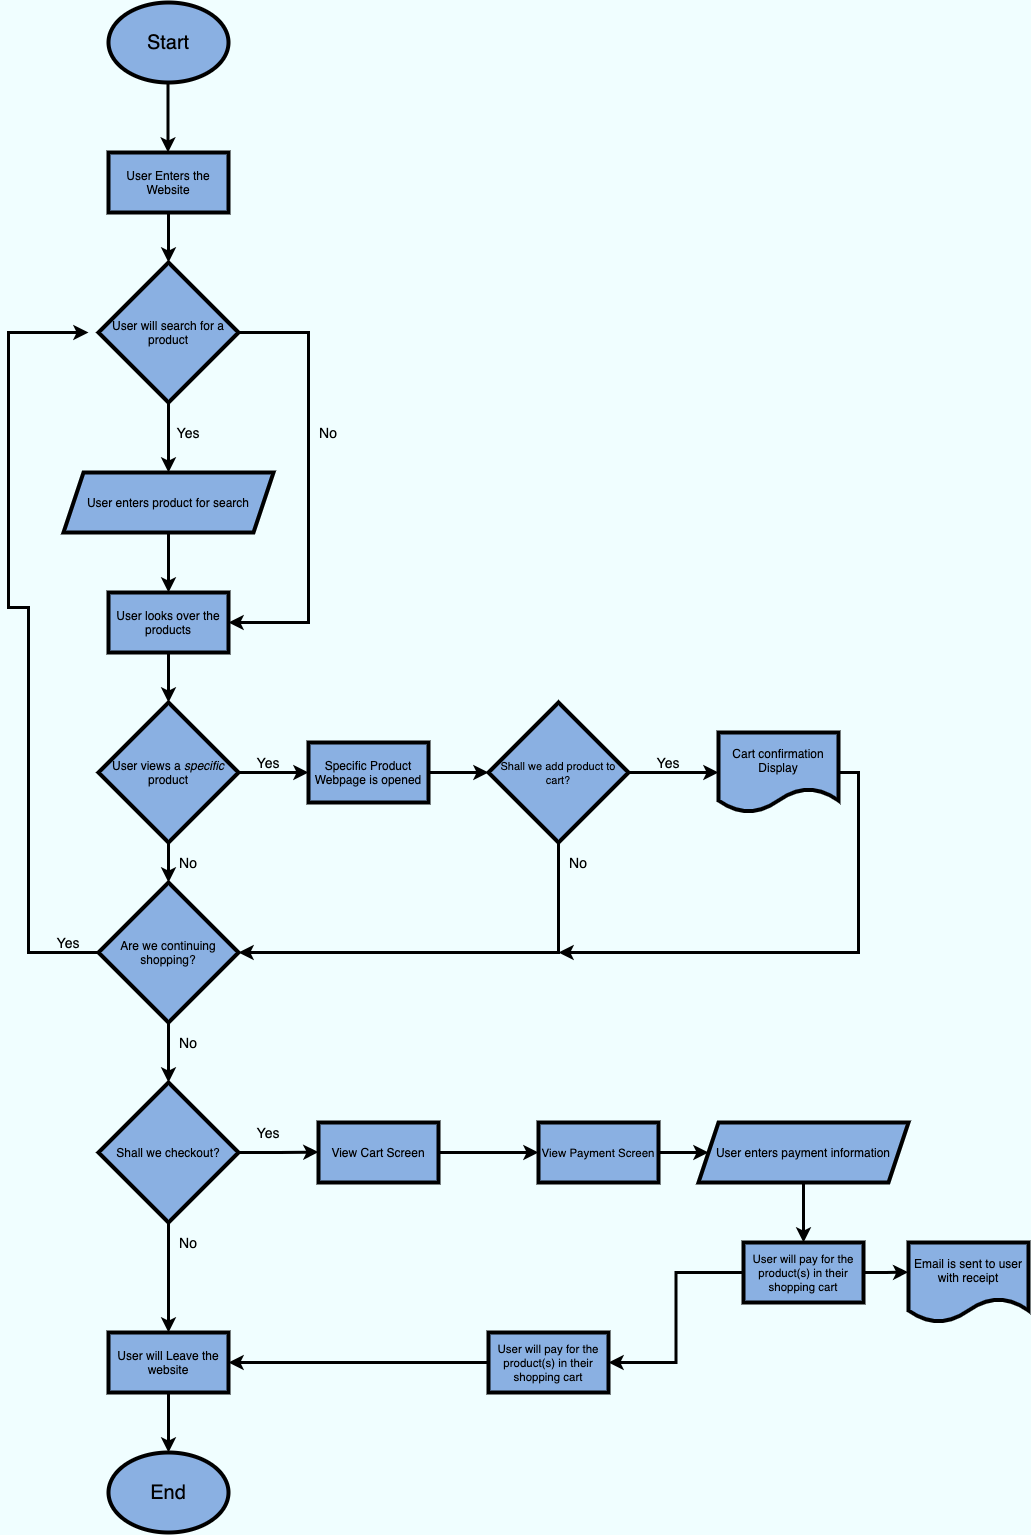 Start
User Enters the
Website
User will search for a
product
Yes
No
User enters product for search
User looks over the
products
User views a specific
product
Yes
Specific Product
Webpage is opened
Shall we add product to
cart?
Yes
Cart confirmation
Display
No
No
Are we continuing
shopping?
Yes
No
Shall we checkout?
Yes
View Cart Screen
View Payment Screen
User enters payment information
No
User will pay for the
product(s) in their
shopping cart
Email is sent to user
with receipt
User will Leave the
website
User will pay for the
product(s) in their
shopping cart
End